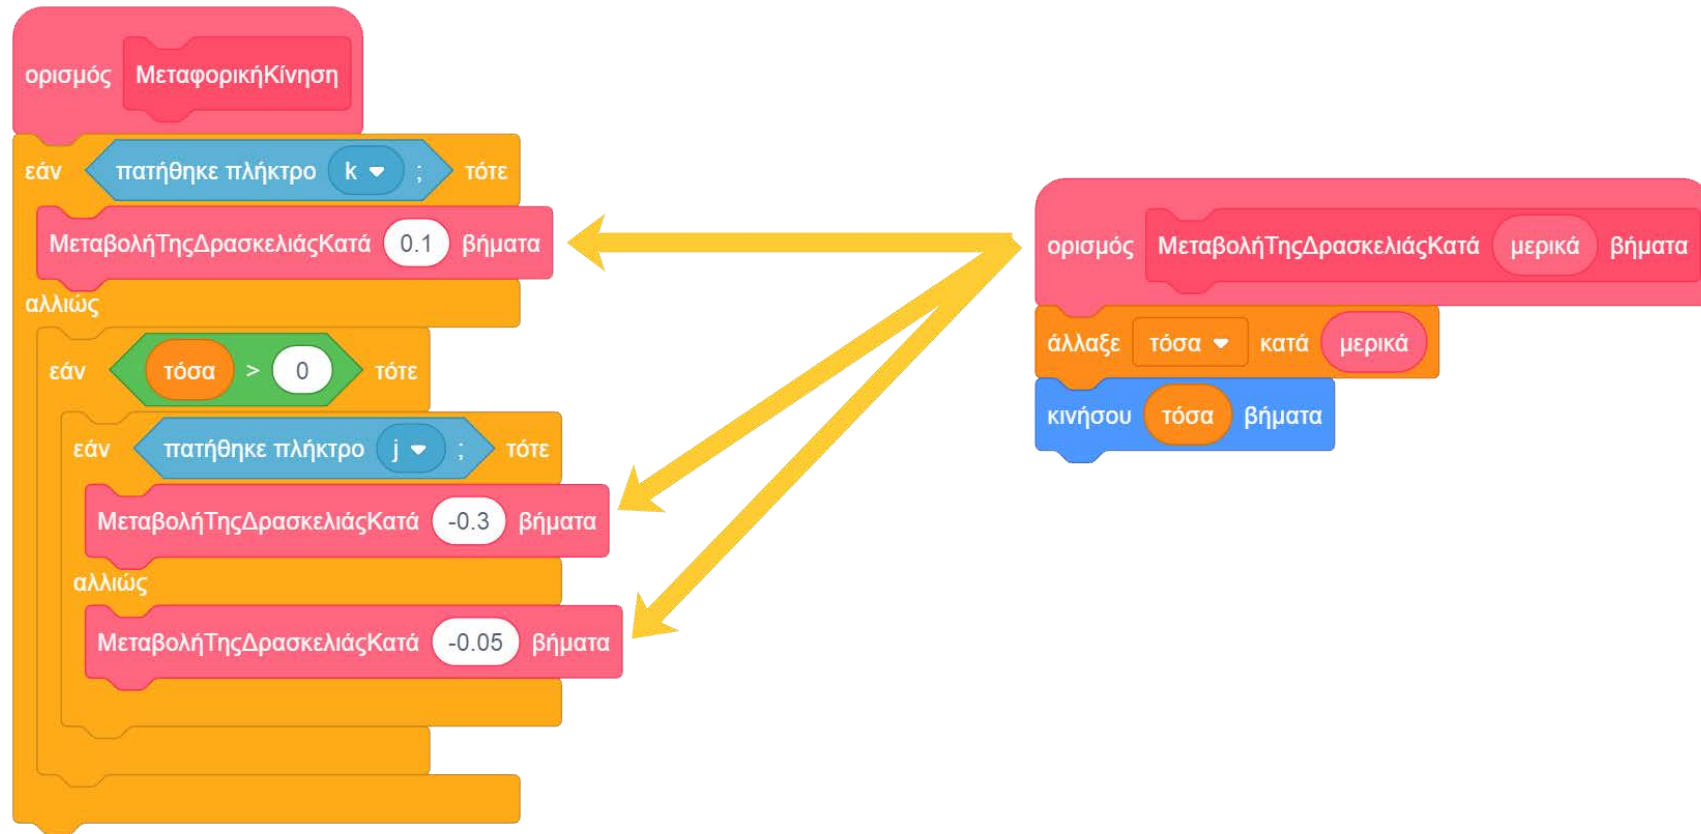 ορισμός ΜεταφορικήΚίνηση
εάν πατήθηκε πλήκτρο k ; τότε
ΜεταβολήΤηςΔρασκελιάςΚατά 0.1 βήματα
αλλιώς
εάν τόσα > 0 τότε
εάν πατήθηκε πλήκτρο j ; τότε
ΜεταβολήΤηςΔρασκελιάςΚατά -0.3 βήματα
αλλιώς
ΜεταβολήΤηςΔρασκελιάςΚατά -0.05 βήματα
ορισμός ΜεταβολήΤηςΔρασκελιάςΚατά μερικά βήματα
άλλαξε τόσα κατά μερικά
κινήσου τόσα βήματα